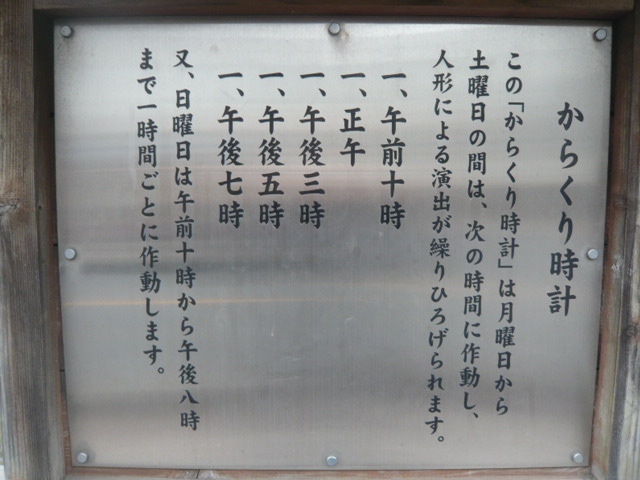 からくり時計
この「からくり時計」は月曜日から
土曜日の間は、次の時間に作動し、
人形による演出が繰りひろげられます。
一、午前十時
一、正午
一、午後三時
一、午後五時
一、午後七時
又、日曜日は午前十時から午後八時
まで一時間ごとに作動します。